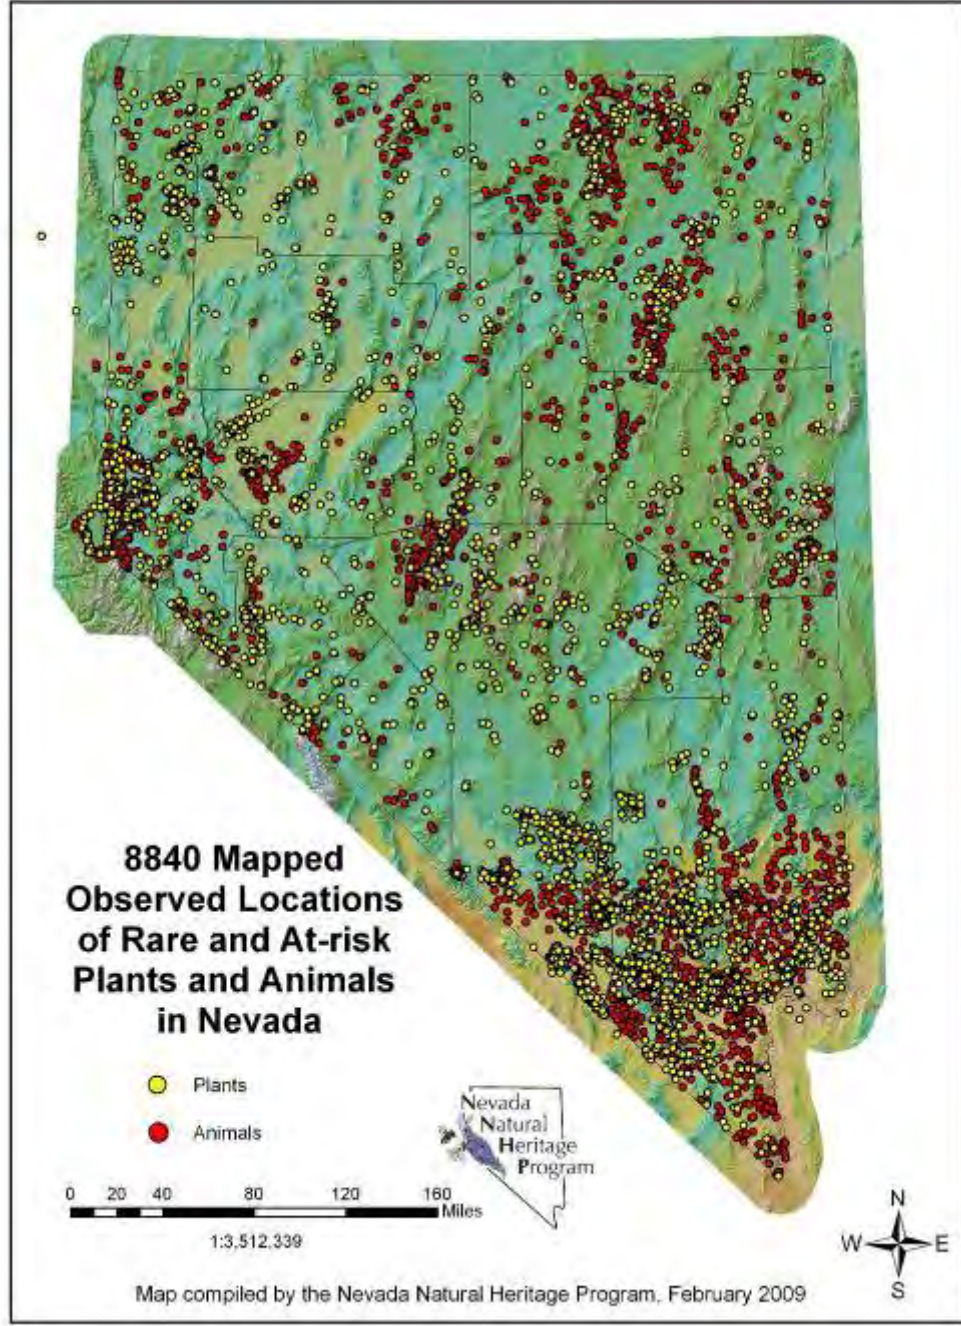 8840 Mapped
Observed Locations
of Rare and At-risk
Plants and Animals
in Nevada
Plants
Animals
Nevada
Natural
Heritage
Program
0 20 40 80 120 160
Miles
1:3,512,339
N
W E
S
Map compiled by the Nevada Natural Heritage Program, February 2009